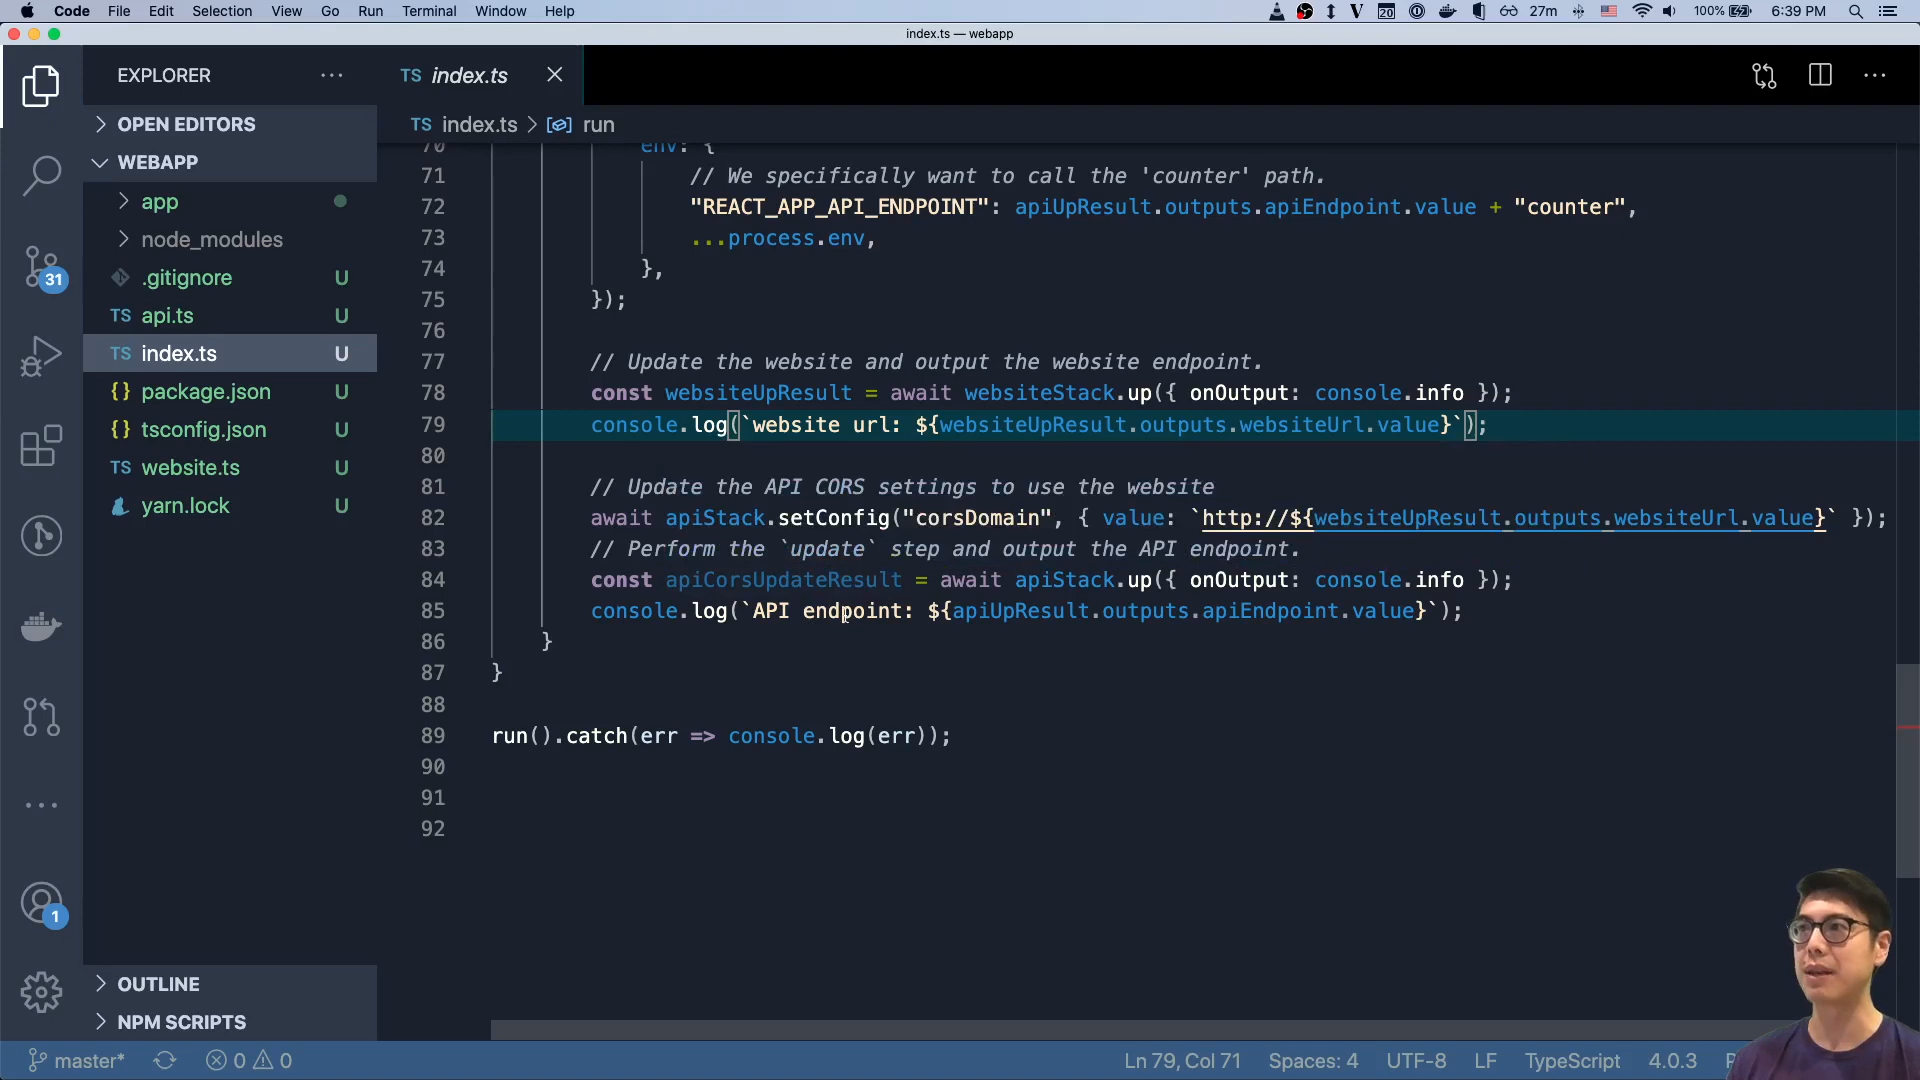 Code File Edit Selection View Go Run Terminal Window Help
20 27m 100% 6:39 PM
index.ts — webapp
EXPLORER
TS index.ts
OPEN EDITORS
TS index.ts > run
WEBAPP
app
node_modules
.gitignore U
api.ts U
index.ts U
package.json U
tsconfig.json U
website.ts U
yarn.lock U
OUTLINE
NPM SCRIPTS
31
1
70 env: {
71 // We specifically want to call the 'counter' path.
72 "REACT_APP_API_ENDPOINT": apiUpResult.outputs.apiEndpoint.value + "counter",
73 ...process.env,
74 },
75 });
76
77 // Update the website and output the website endpoint.
78 const websiteUpResult = await websiteStack.up({ onOutput: console.info });
79 console.log(`website url: ${websiteUpResult.outputs.websiteUrl.value}`);
80
81 // Update the API CORS settings to use the website
82 await apiStack.setConfig("corsDomain", { value: `http://${websiteUpResult.outputs.websiteUrl.value}` });
83 // Perform the `update` step and output the API endpoint.
84 const apiCorsUpdateResult = await apiStack.up({ onOutput: console.info });
85 console.log(`API endpoint: ${apiUpResult.outputs.apiEndpoint.value}`);
86 }
87 }
88
89 run().catch(err => console.log(err));
90
91
92
master* 0 0 Ln 79, Col 71 Spaces: 4 UTF-8 LF TypeScript 4.0.3